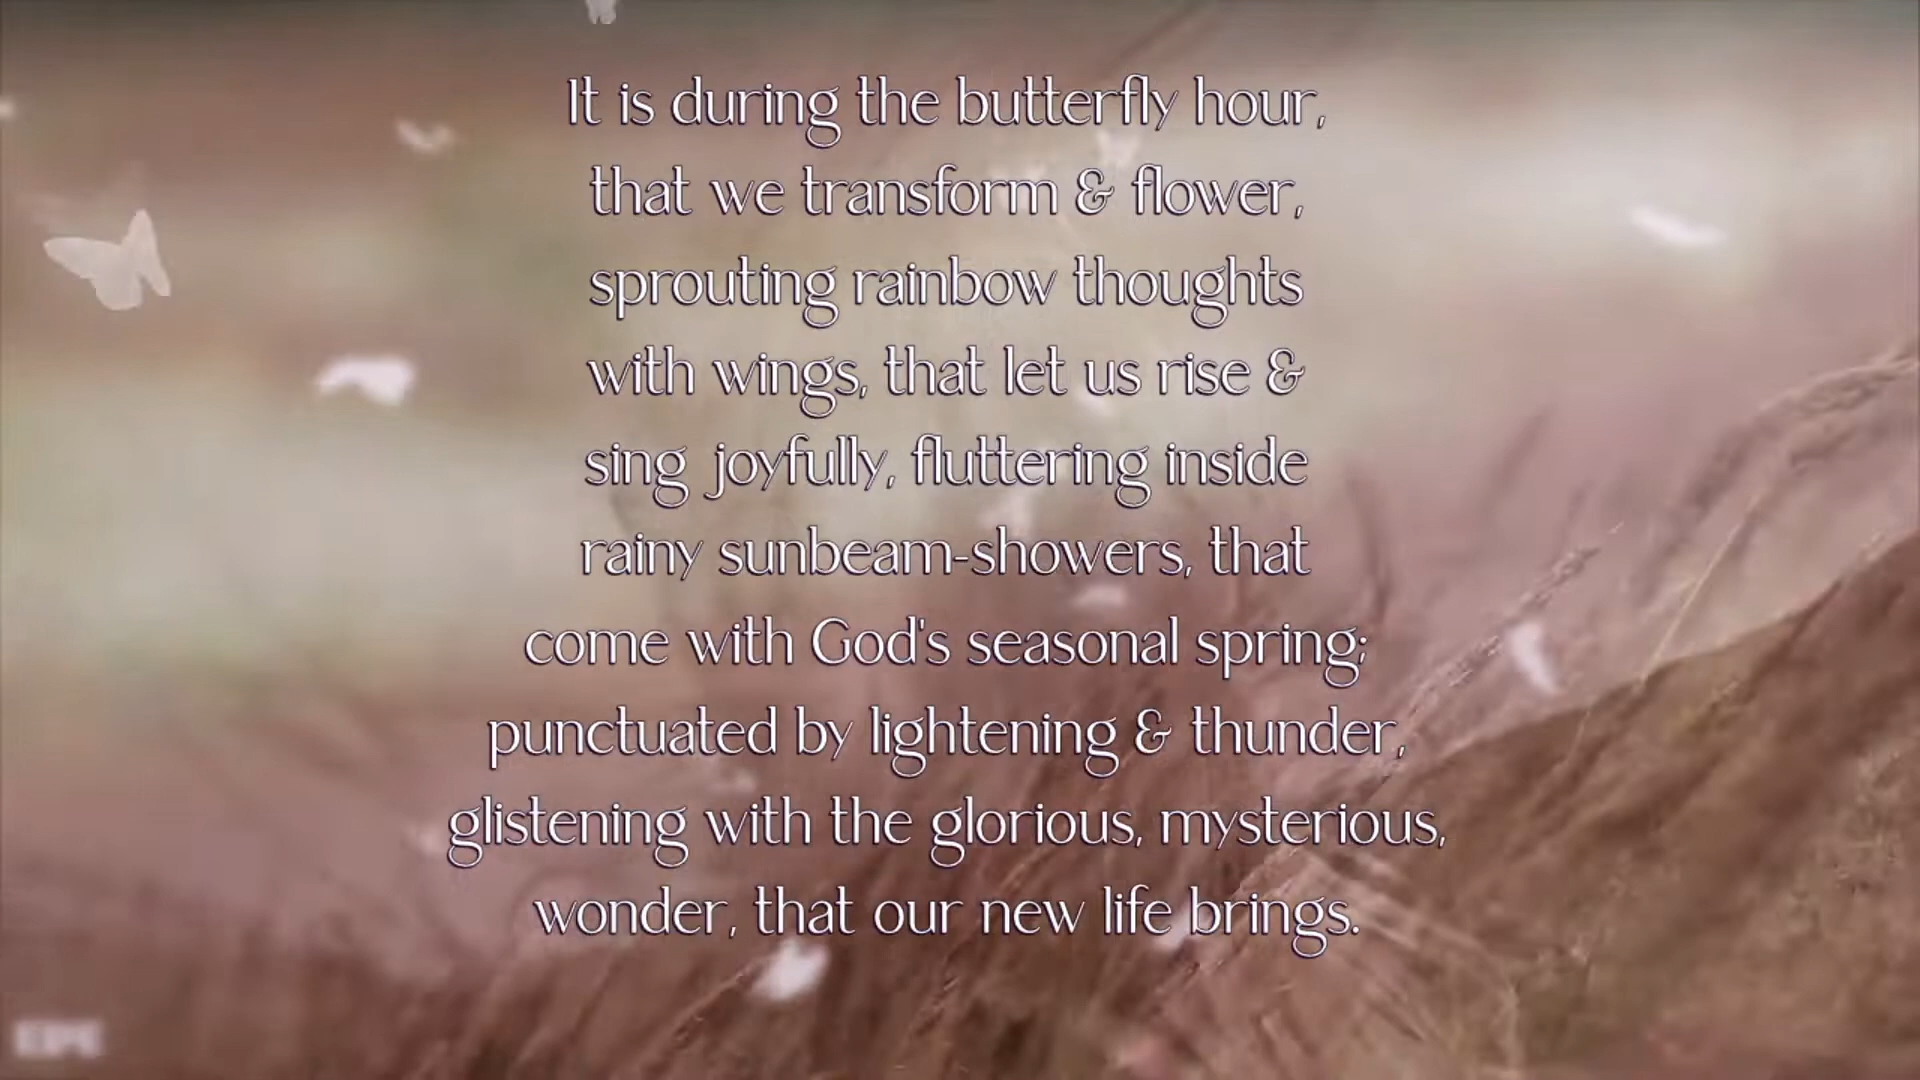 It is during the butterfly hour,
that we transform & flower,
sprouting rainbow thoughts
with wings, that let us rise &
sing joyfully, fluttering inside
rainy sunbeam-showers, that
come with God's seasonal spring;
punctuated by lightening & thunder,
glistening with the glorious, mysterious,
wonder, that our new life brings.